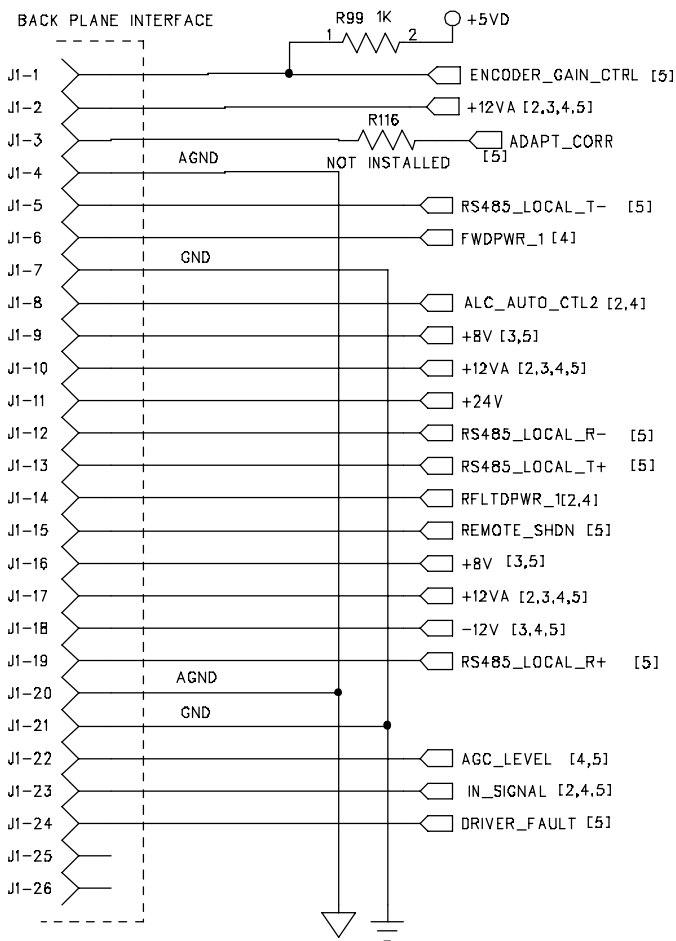 BACK PLANE INTERFACE
R99 1K
+5VD
1 2
J1-1 ENCODER_GAIN_CTRL [5]
J1-2 +12VA [2,3,4,5]
R116
J1-3 ADAPT_CORR
[5]
NOT INSTALLED
AGND
J1-4
J1-5 RS485_LOCAL_T- [5]
J1-6 FWDPWR_1 [4]
GND
J1-7
J1-8 ALC_AUTO_CTL2 [2,4]
J1-9 +8V [3,5]
J1-10 +12VA [2,3,4,5]
J1-11 +24V
J1-12 RS485_LOCAL_R- [5]
J1-13 RS485_LOCAL_T+ [5]
J1-14 RFLTDPWR_1[2,4]
J1-15 REMOTE_SHDN [5]
J1-16 +8V [3,5]
J1-17 +12VA [2,3,4,5]
J1-18 -12V [3,4,5]
J1-19 RS485_LOCAL_R+ [5]
AGND
J1-20
GND
J1-21
J1-22 AGC_LEVEL [4,5]
J1-23 IN_SIGNAL [2,4,5]
J1-24 DRIVER_FAULT [5]
J1-25
J1-26